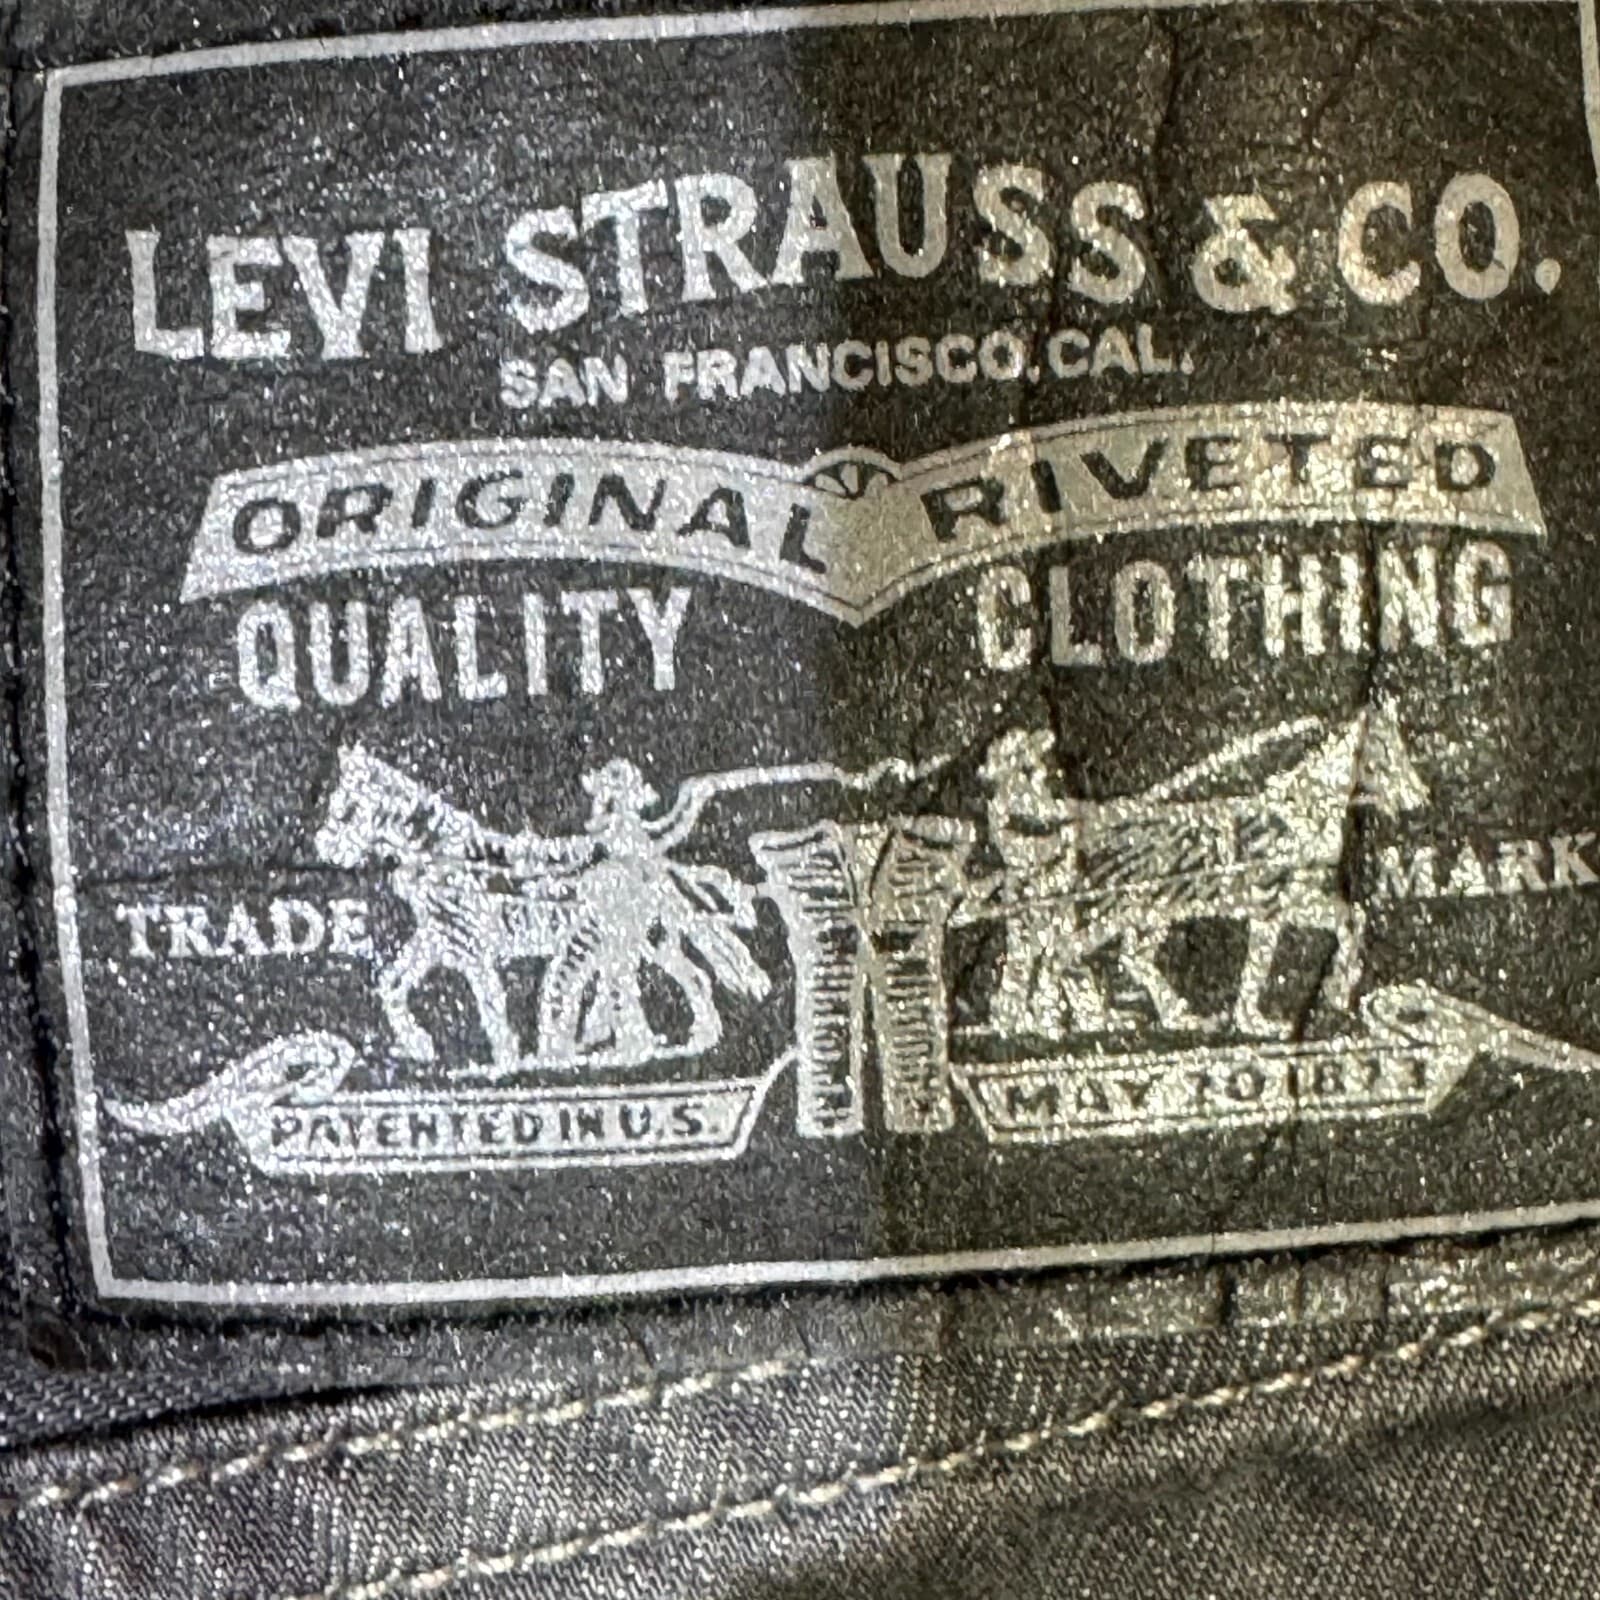 LEVI STRAUSS & CO.
SAN FRANCISCO, CAL.
ORIGINAL RIVETED
QUALITY CLOTHING
TRADE MARK
PATENTED IN U.S. MAY 20 1873